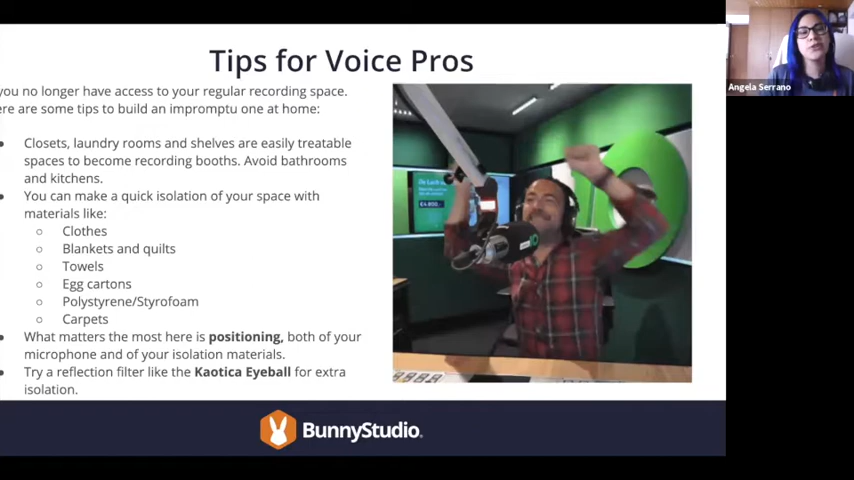 Tips for Voice Pros
you no longer have access to your regular recording space.
ere are some tips to build an impromptu one at home:
Closets, laundry rooms and shelves are easily treatable
spaces to become recording booths. Avoid bathrooms
and kitchens.
You can make a quick isolation of your space with
materials like:
Clothes
Blankets and quilts
Towels
Egg cartons
Polystyrene/Styrofoam
Carpets
What matters the most here is positioning, both of your
microphone and of your isolation materials.
Try a reflection filter like the Kaotica Eyeball for extra
isolation.
10
BunnyStudio
Angela Serrano